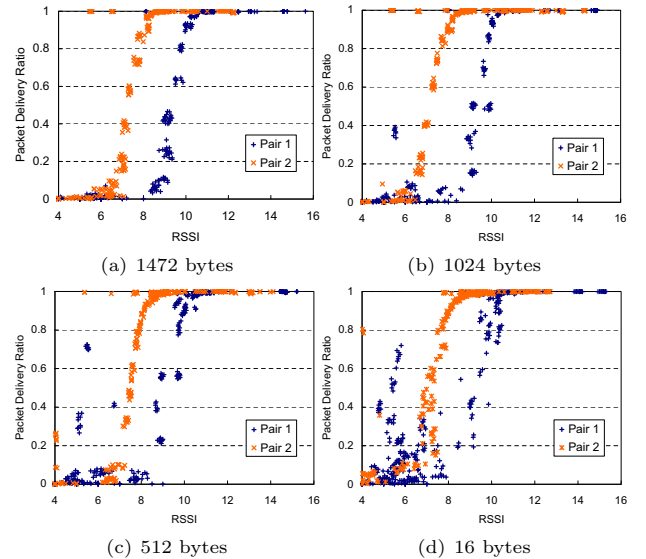 1
0.8
0.6
0.4
0.2
0
Packet Delivery Ratio
4 6 8 10 12 14 16
RSSI
Pair 1
Pair 2
(a) 1472 bytes
1
0.8
0.6
0.4
0.2
0
Packet Delivery Ratio
4 6 8 10 12 14 16
RSSI
Pair 1
Pair 2
(b) 1024 bytes
1
0.8
0.6
0.4
0.2
0
Packet Delivery Ratio
4 6 8 10 12 14 16
RSSI
Pair 1
Pair 2
(c) 512 bytes
1
0.8
0.6
0.4
0.2
0
Packet Delivery Ratio
4 6 8 10 12 14 16
RSSI
Pair 1
Pair 2
(d) 16 bytes